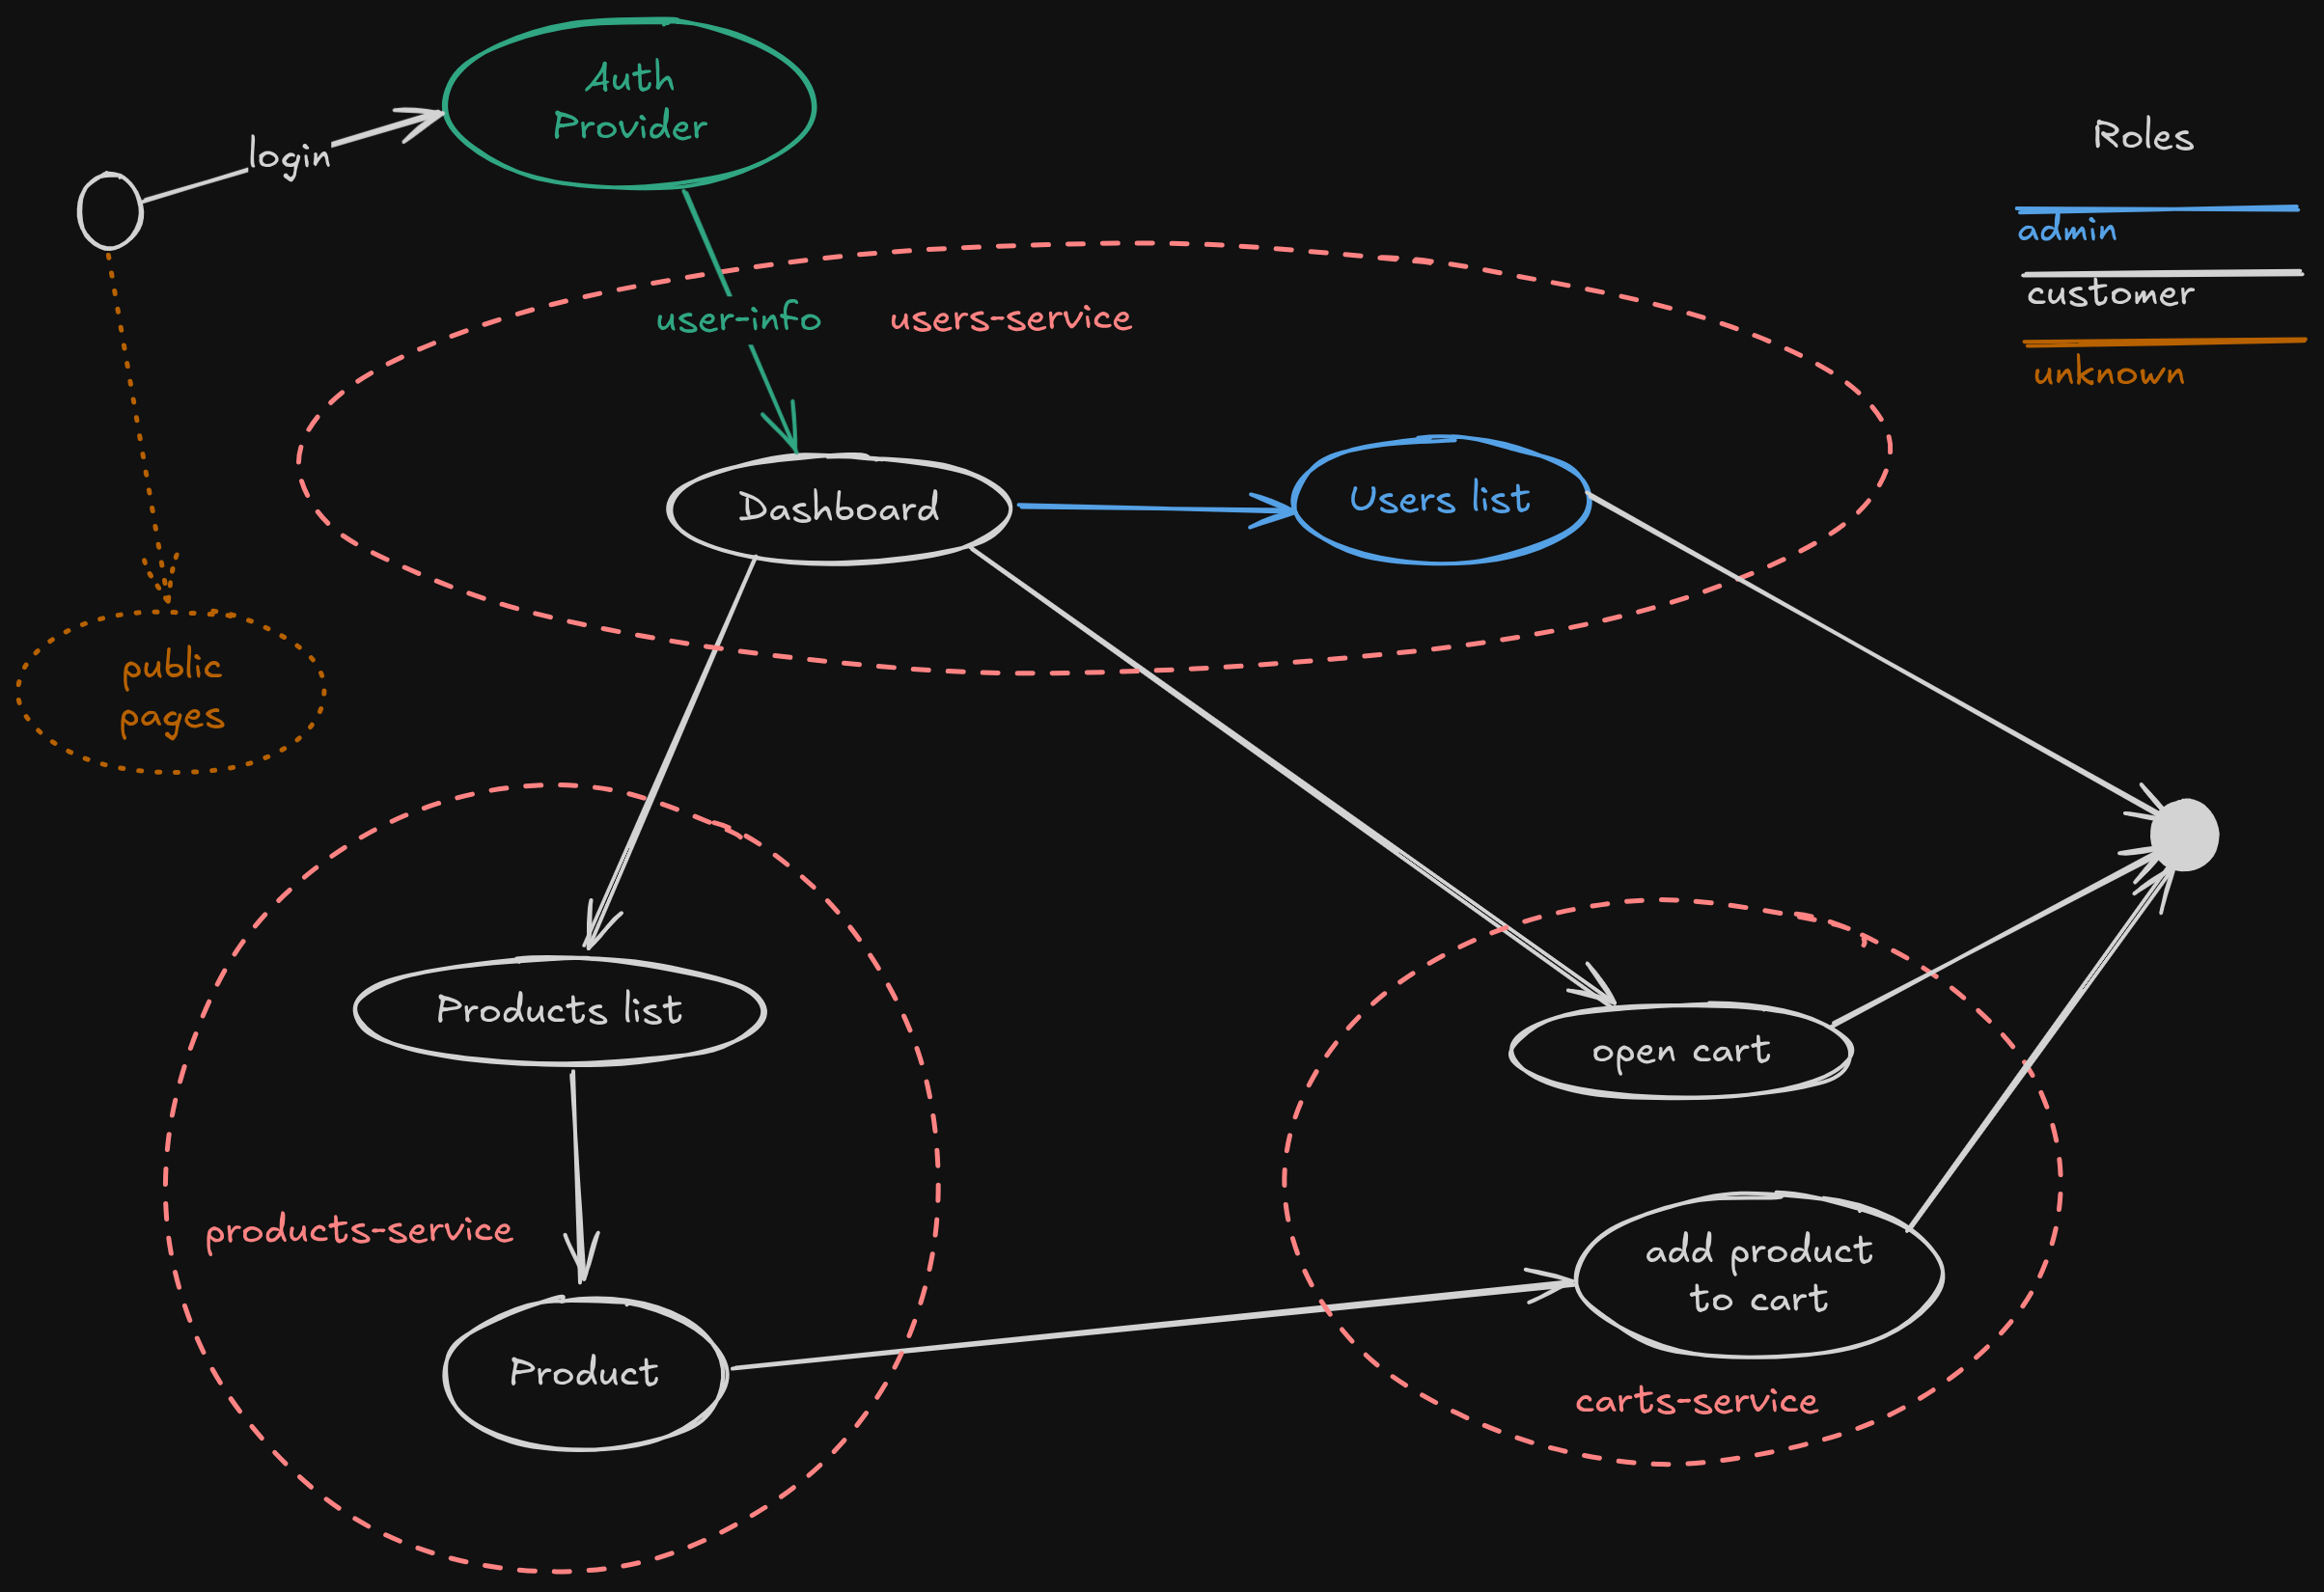 Auth
Provider
login
Roles
admin
customer
unknown
user-info
users-service
Dashboard
Users list
public
pages
Products list
open cart
products-service
add product
to cart
Product
carts-service